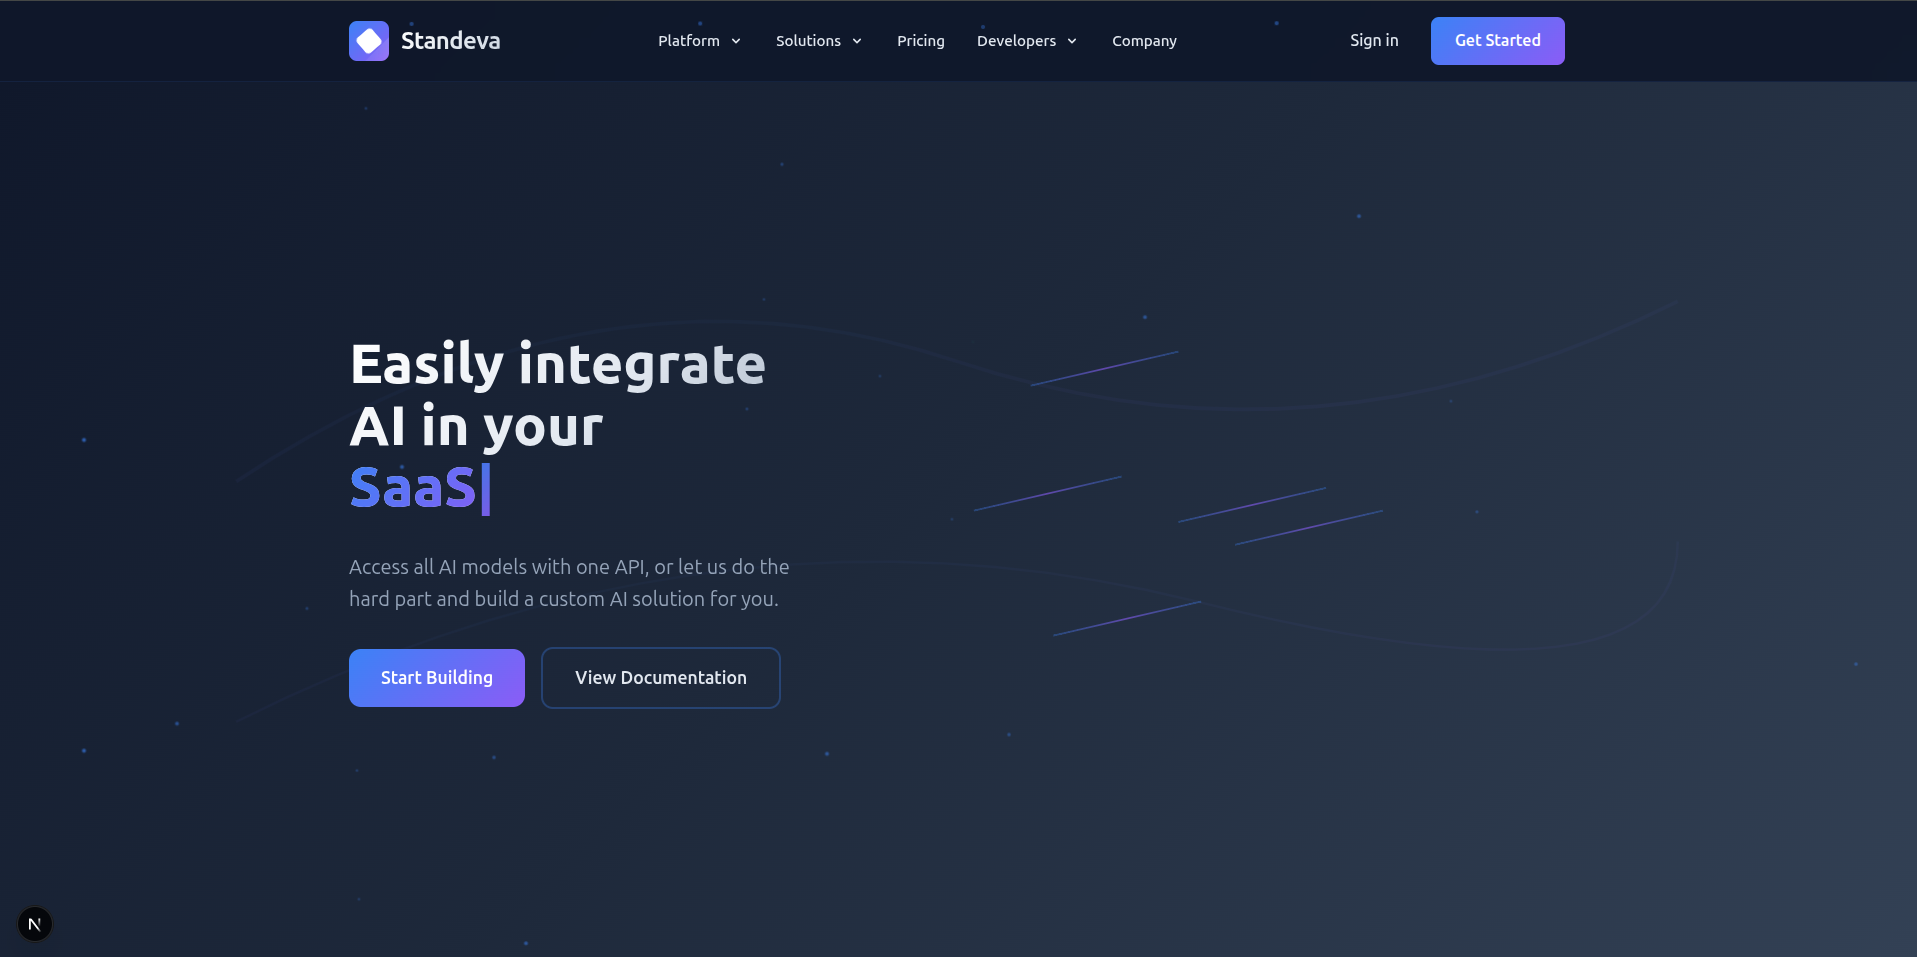 Standeva
Platform
Solutions
Pricing
Developers
Company
Sign in
Get Started
Easily integrate
AI in your
SaaS|
Access all AI models with one API, or let us do the
hard part and build a custom AI solution for you.
Start Building
View Documentation
N